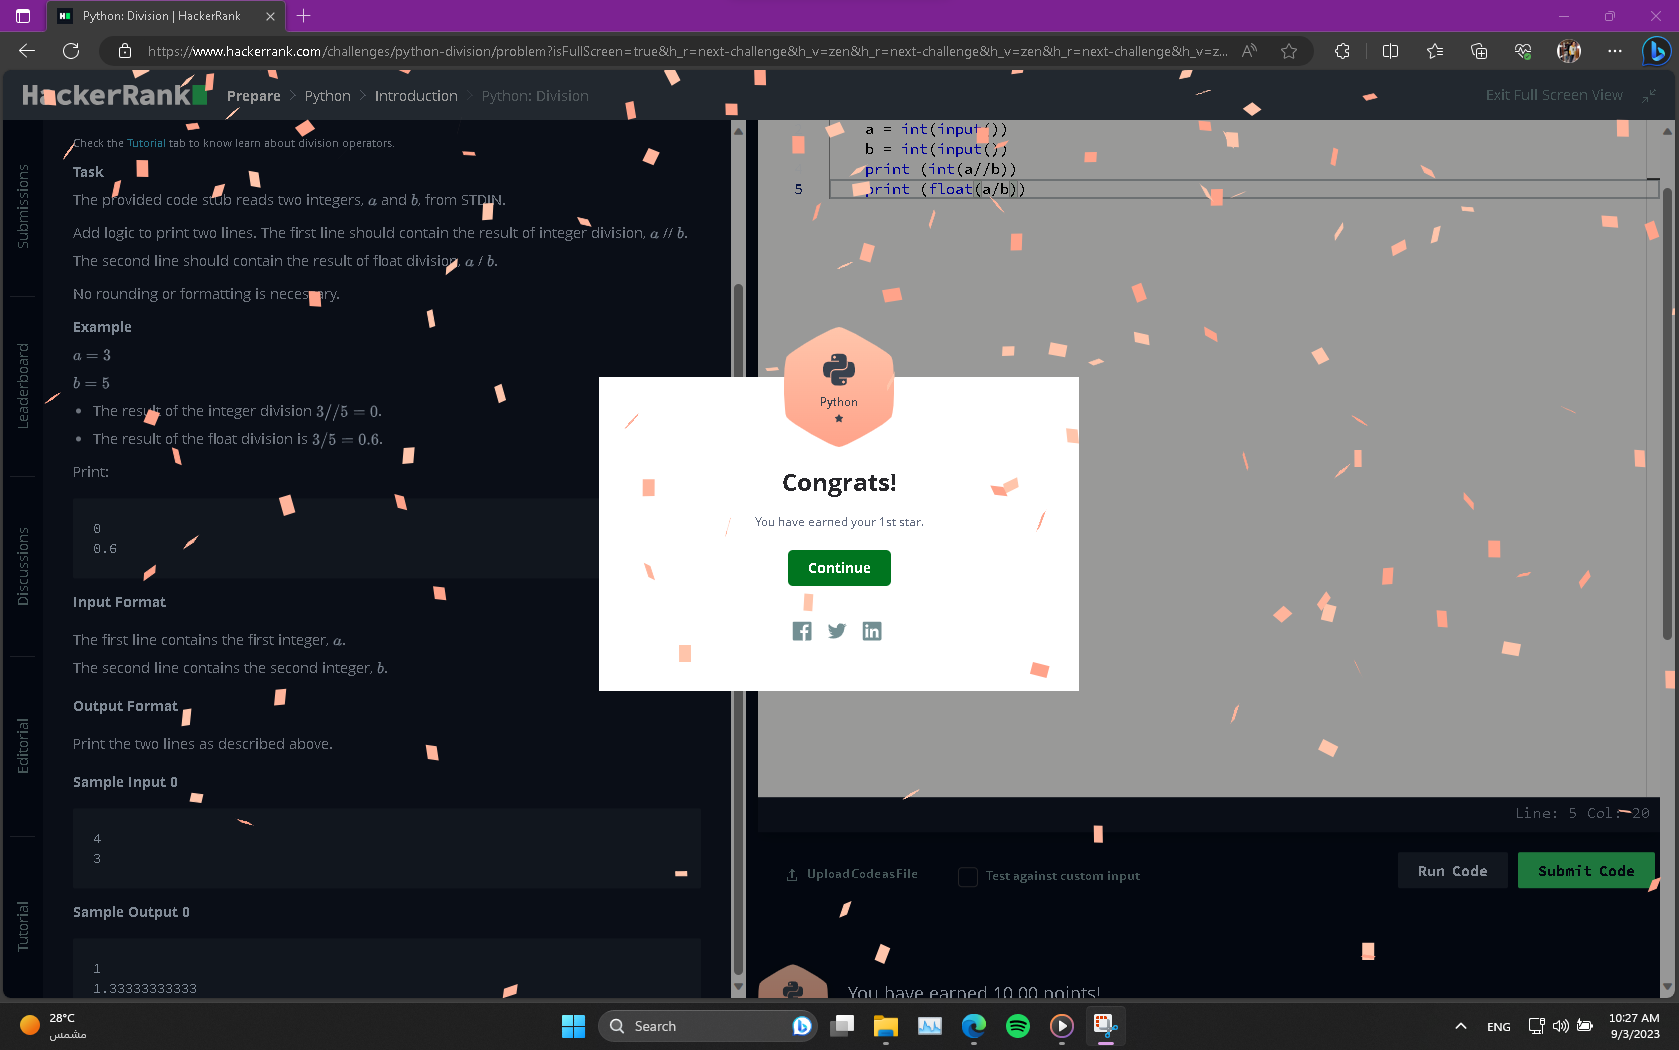 Python: Division | HackerRank
https://www.hackerrank.com/challenges/python-division/problem?isFullScreen=true&h_r=next-challenge&h_v=zen&h_r=next-challenge&h_v=zen&h_r=next-challenge&h_v=z...
HackerRank
Prepare > Python > Introduction > Python: Division
Exit Full Screen View
Submissions
Leaderboard
Discussions
Editorial
Tutorial
Check the Tutorial tab to know learn about division operators.
Task
The provided code stub reads two integers, a and b, from STDIN.
Add logic to print two lines. The first line should contain the result of integer division, a // b.
The second line should contain the result of float division, a / b.
No rounding or formatting is necessary.
Example
a = 3
b = 5
• The result of the integer division 3//5 = 0.
• The result of the float division is 3/5 = 0.6.
Print:
0
0.6
Input Format
The first line contains the first integer, a.
The second line contains the second integer, b.
Output Format
Print the two lines as described above.
Sample Input 0
4
3
Sample Output 0
1
1.33333333333
a = int(input())
b = int(input())
print (int(a//b))
5 print (float(a/b))
Python
Congrats!
You have earned your 1st star.
Continue
Line: 5 Col: 20
Upload Code as File
Test against custom input
Run Code
Submit Code
You have earned 10.00 points!
28°C
مشمس
Search
ENG
10:27 AM
9/3/2023